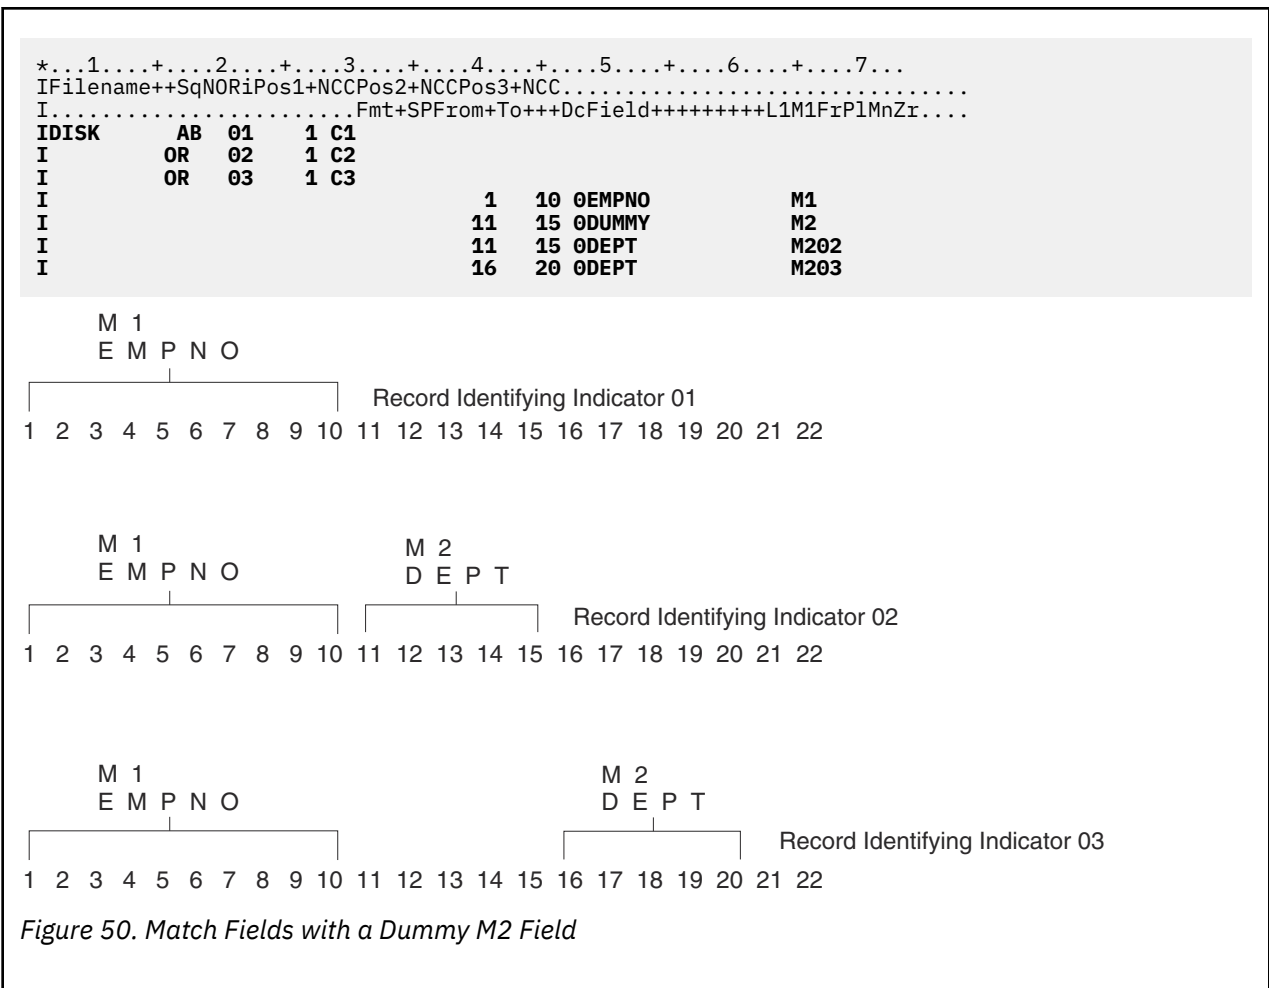 *...1....+....2....+....3....+....4....+....5....+....6....+....7...
IFilename++SqNORiPos1+NCCPos2+NCCPos3+NCC................................
I........................Fmt+SPFrom+To+++DcField+++++++++L1M1FrPlMnZr....
IDISK      AB  01    1 C1
I         OR   02    1 C2
I         OR   03    1 C3
I                                  1   10 0EMPNO         M1
I                                 11   15 0DUMMY         M2
I                                 11   15 0DEPT          M202
I                                 16   20 0DEPT          M203
M 1
E M P N O
Record Identifying Indicator 01
1 2 3 4 5 6 7 8 9 10 11 12 13 14 15 16 17 18 19 20 21 22
M 1 M 2
E M P N O D E P T
Record Identifying Indicator 02
1 2 3 4 5 6 7 8 9 10 11 12 13 14 15 16 17 18 19 20 21 22
M 1 M 2
E M P N O D E P T
Record Identifying Indicator 03
1 2 3 4 5 6 7 8 9 10 11 12 13 14 15 16 17 18 19 20 21 22
Figure 50. Match Fields with a Dummy M2 Field